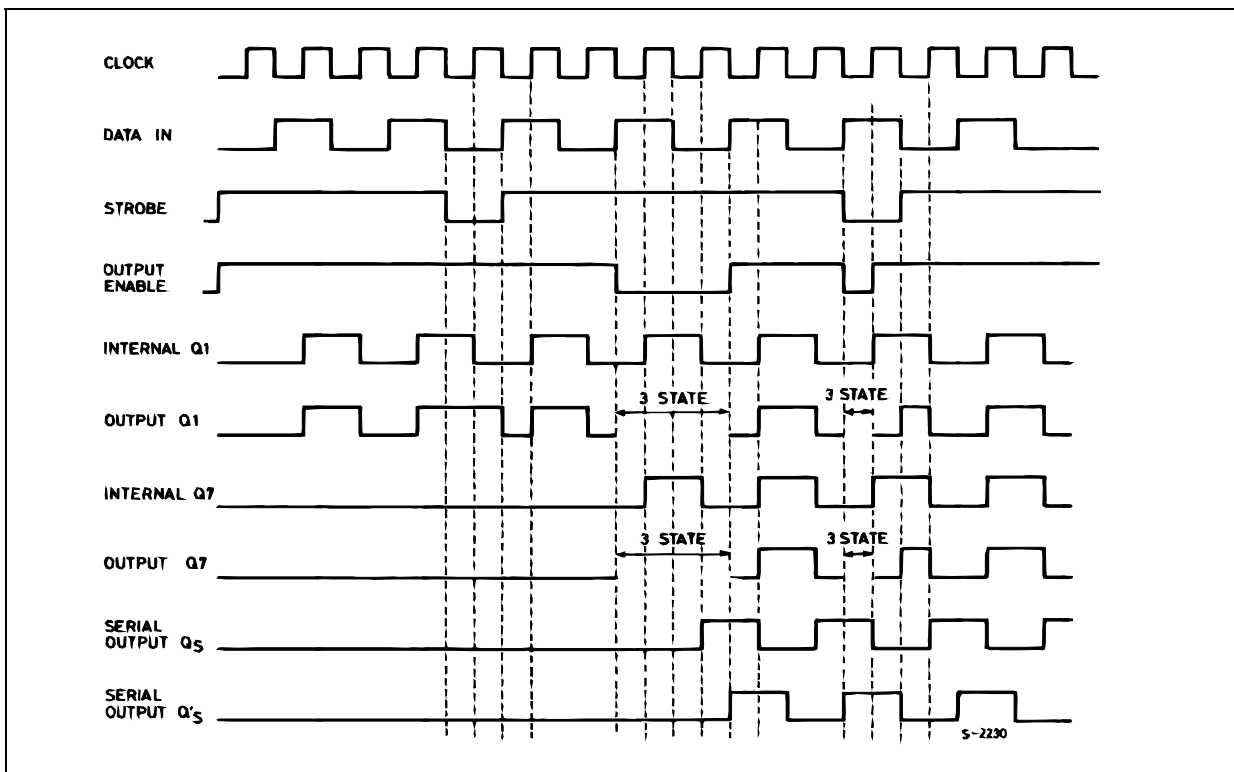 CLOCK
DATA IN
STROBE
OUTPUT
ENABLE
INTERNAL Q1
3 STATE
3 STATE
OUTPUT Q1
INTERNAL Q7
3 STATE
3 STATE
OUTPUT Q7
SERIAL
OUTPUT QS
SERIAL
OUTPUT Q'S
S-2230